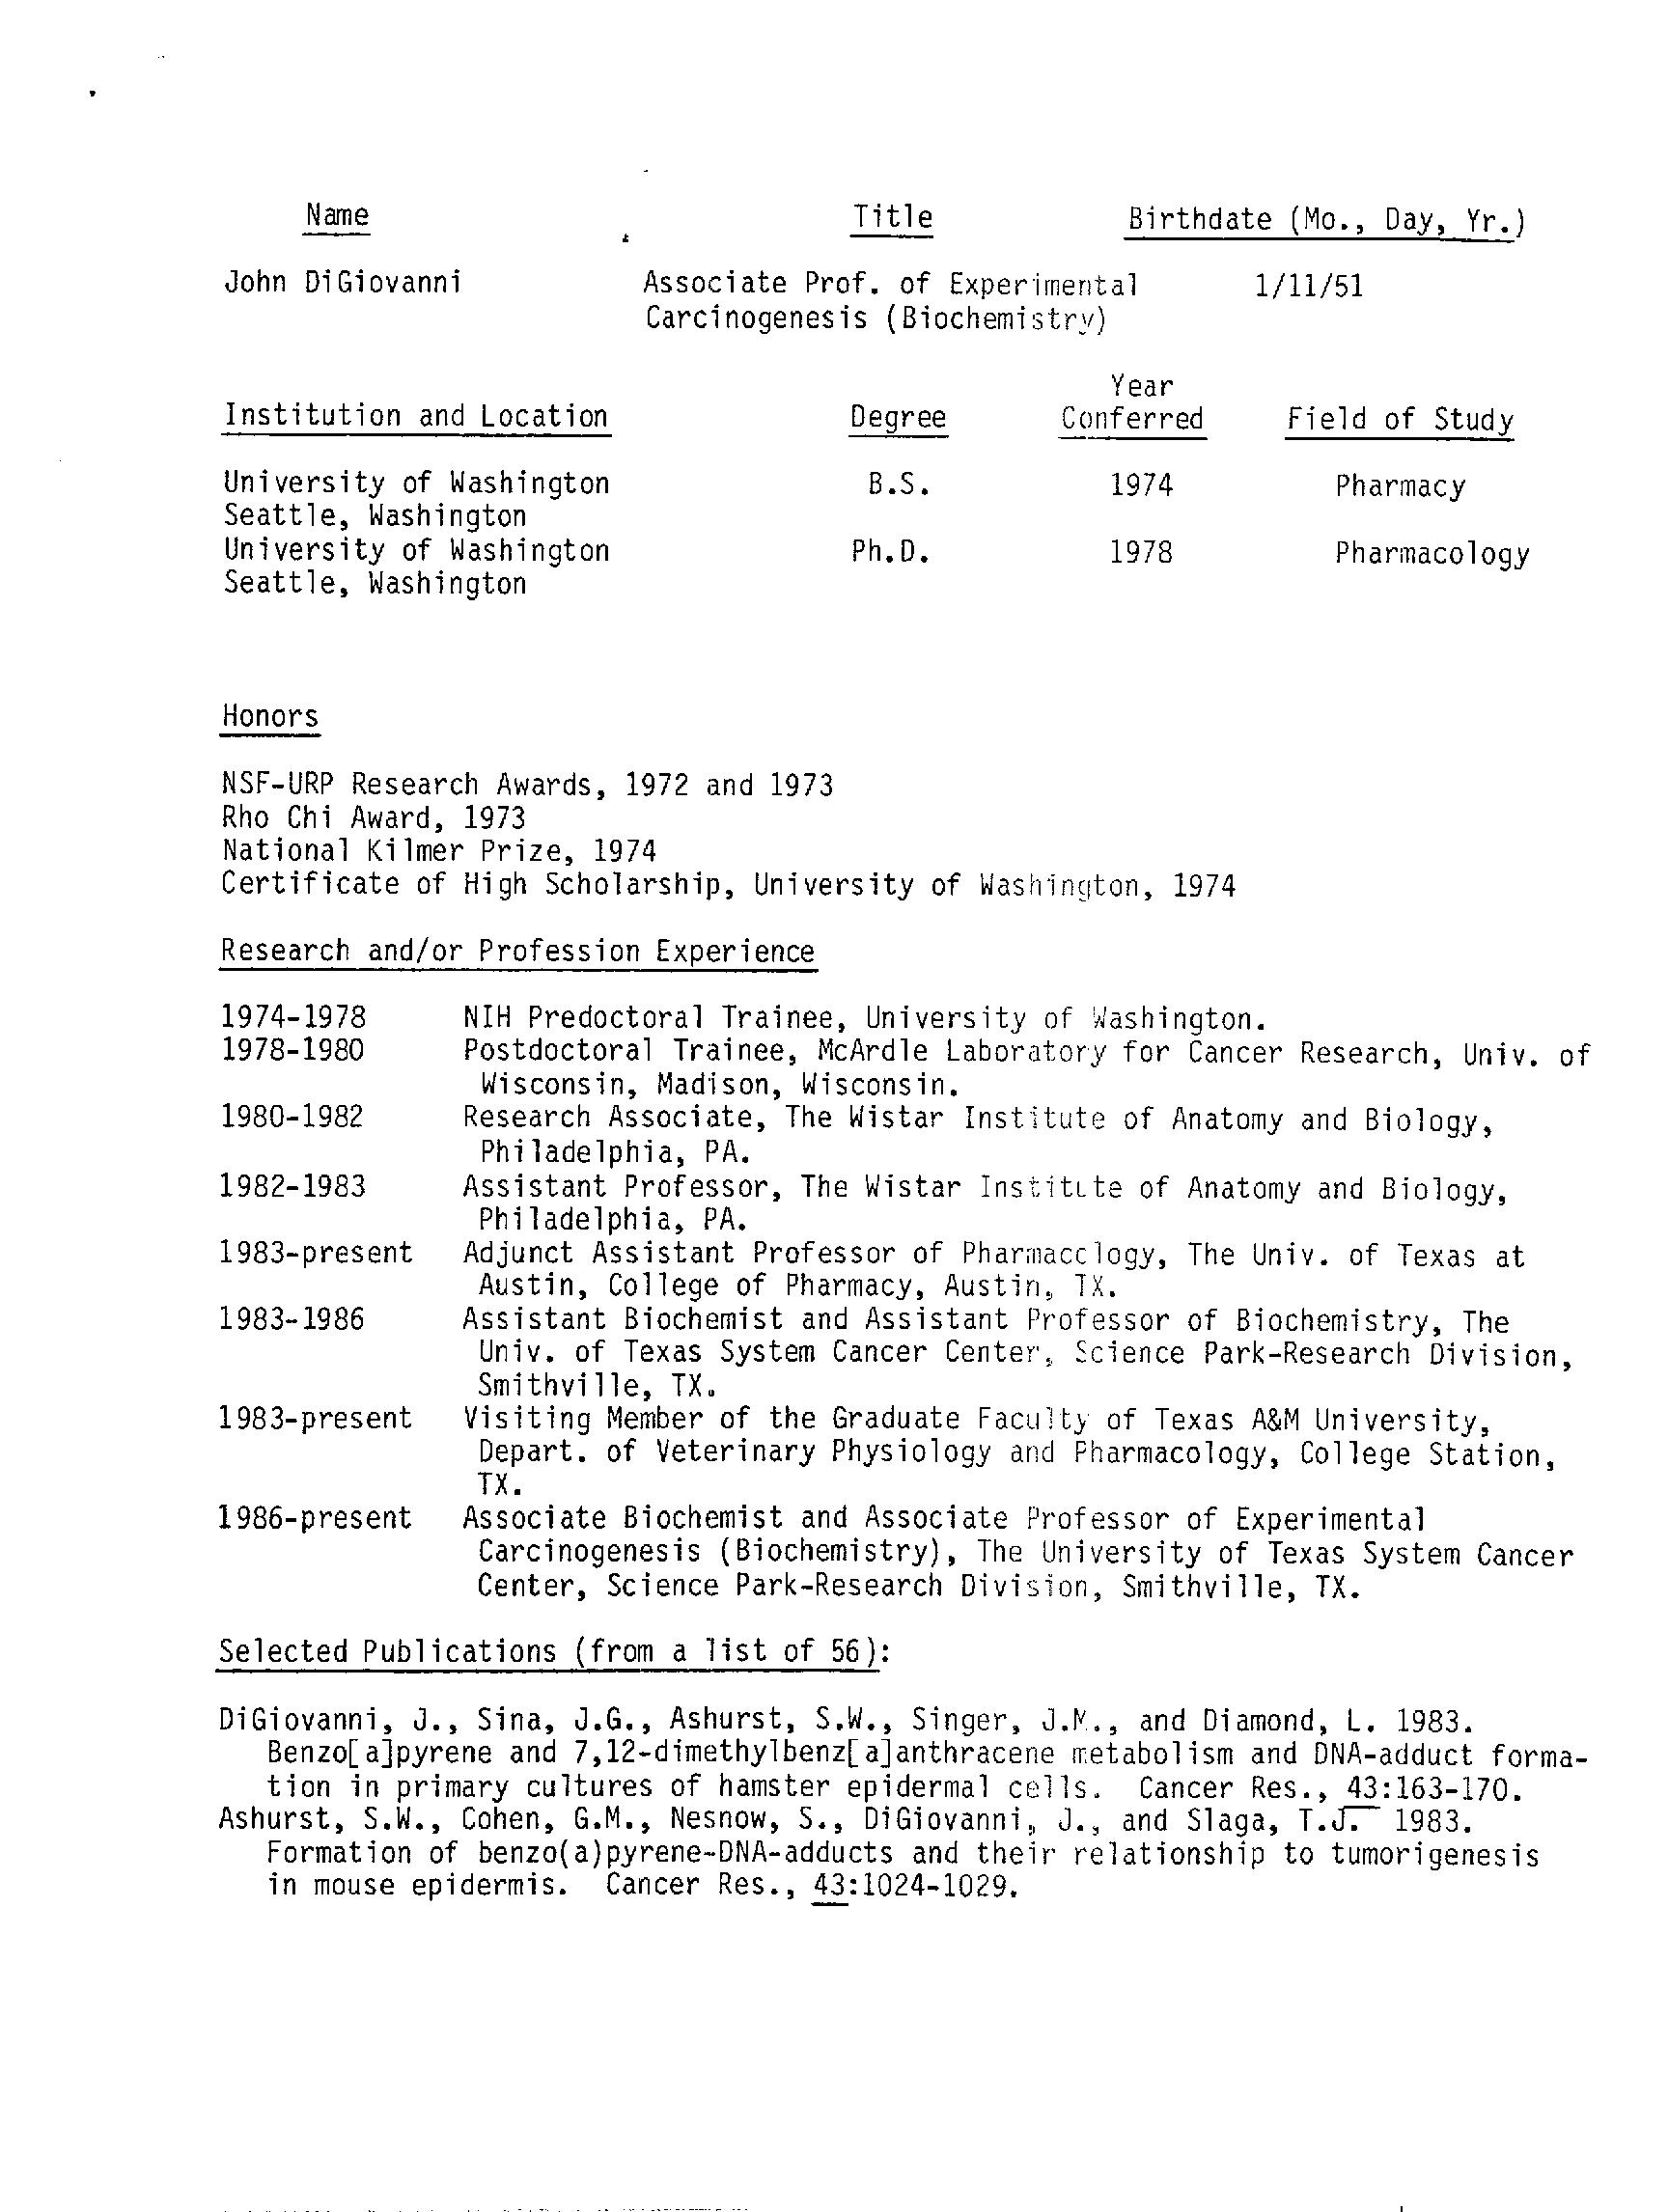 Name Title Birthdate (Mo., Day, Yr.)
John DiGiovanni Associate Prof. of Experimental 1/11/51
Carcinogenesis (Biochemistry)
Year
Institution and Location Degree Conferred Field of Study
University of Washington B.S. 1974 Pharmacy
Seattle, Washington
University of Washington Ph.D. 1978 Pharmacology
Seattle, Washington
Honors
NSF-URP Research Awards, 1972 and 1973
Rho Chi Award, 1973
National Kilmer Prize, 1974
Certificate of High Scholarship, University of Washington, 1974
Research and/or Profession Experience
1974-1978 NIH Predoctoral Trainee, University of Washington.
1978-1980 Postdoctoral Trainee, McArdle Laboratory for Cancer Research, Univ. of
Wisconsin, Madison, Wisconsin.
1980-1982 Research Associate, The Wistar Institute of Anatomy and Biology,
Philadelphia, PA.
1982-1983 Assistant Professor, The Wistar Institute of Anatomy and Biology,
Philadelphia, PA.
1983-present Adjunct Assistant Professor of Pharmacology, The Univ. of Texas at
Austin, College of Pharmacy, Austin, TX.
1983-1986 Assistant Biochemist and Assistant Professor of Biochemistry, The
Univ. of Texas System Cancer Center, Science Park-Research Division,
Smithville, TX.
1983-present Visiting Member of the Graduate Faculty of Texas A&M University,
Depart. of Veterinary Physiology and Pharmacology, College Station,
TX.
1986-present Associate Biochemist and Associate Professor of Experimental
Carcinogenesis (Biochemistry), The University of Texas System Cancer
Center, Science Park-Research Division, Smithville, TX.
Selected Publications (from a list of 56):
DiGiovanni, J., Sina, J.G., Ashurst, S.W., Singer, J.M., and Diamond, L. 1983.
Benzo[a]pyrene and 7,12-dimethylbenz[a]anthracene metabolism and DNA-adduct forma-
tion in primary cultures of hamster epidermal cells. Cancer Res., 43:163-170.
Ashurst, S.W., Cohen, G.M., Nesnow, S., DiGiovanni, J., and Slaga, T.J. 1983.
Formation of benzo(a)pyrene-DNA-adducts and their relationship to tumorigenesis
in mouse epidermis. Cancer Res., 43:1024-1029.